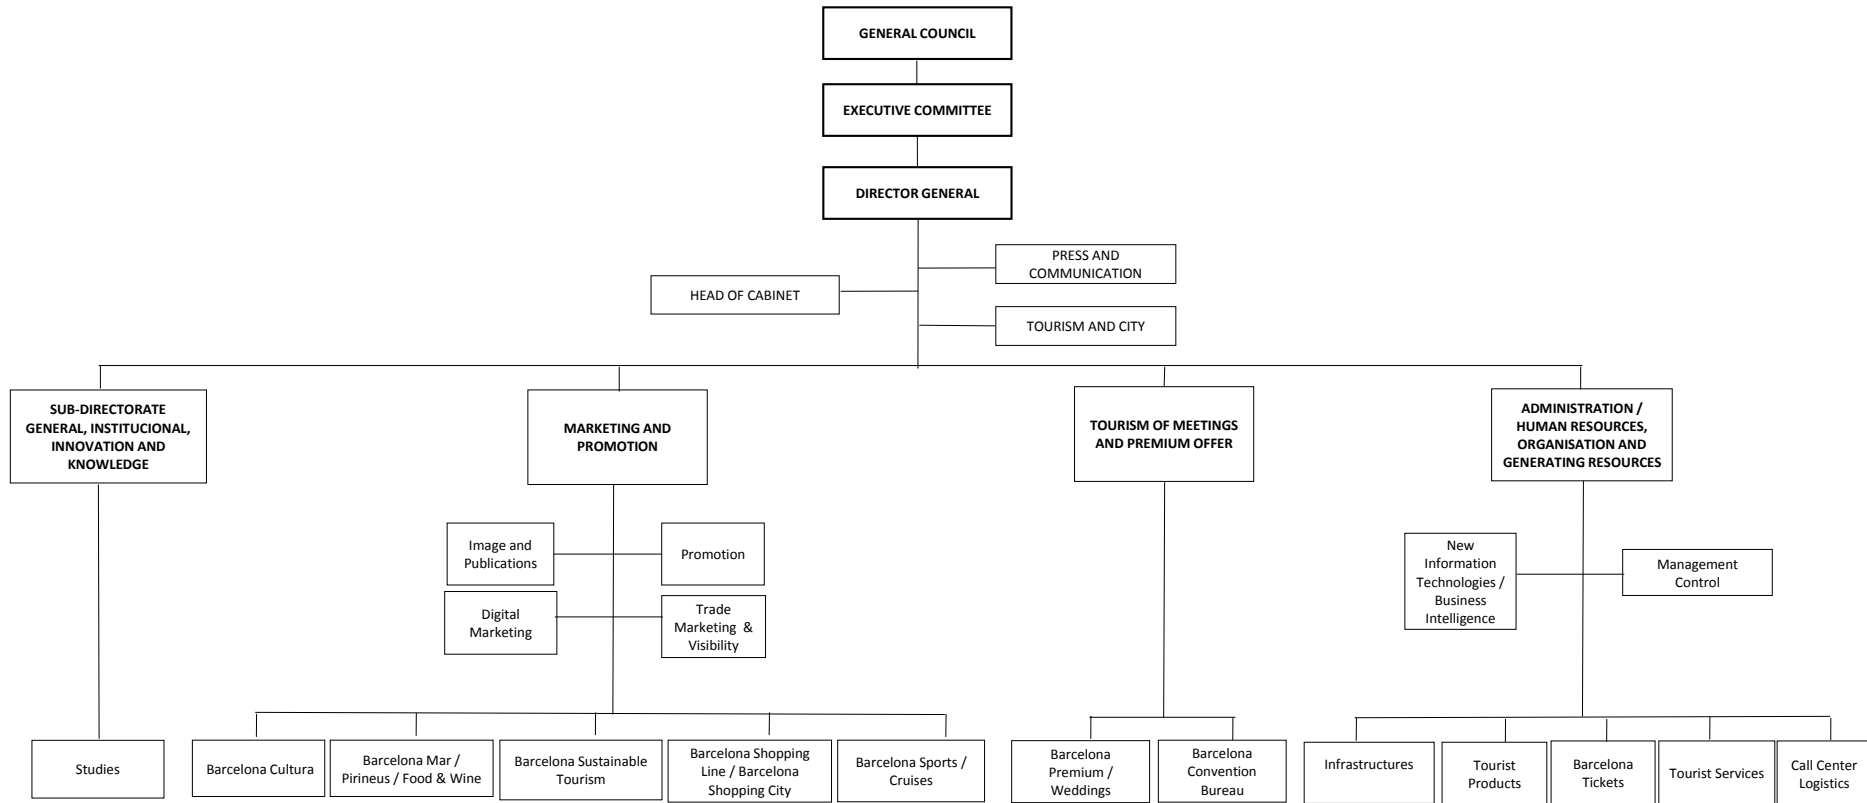 GENERAL COUNCIL
EXECUTIVE COMMITTEE
DIRECTOR GENERAL
PRESS AND
COMMUNICATION
HEAD OF CABINET
TOURISM AND CITY
SUB-DIRECTORATE
GENERAL, INSTITUCIONAL,
INNOVATION AND
KNOWLEDGE
MARKETING AND
PROMOTION
TOURISM OF MEETINGS
AND PREMIUM OFFER
ADMINISTRATION /
HUMAN RESOURCES,
ORGANISATION AND
GENERATING RESOURCES
Image and
Publications
Promotion
Digital
Marketing
Trade
Marketing &
Visibility
New
Information
Technologies /
Business
Intelligence
Management
Control
Studies
Barcelona Cultura
Barcelona Mar /
Pirineus / Food & Wine
Barcelona Sustainable
Tourism
Barcelona Shopping
Line / Barcelona
Shopping City
Barcelona Sports /
Cruises
Barcelona
Premium /
Weddings
Barcelona
Convention
Bureau
Infrastructures
Tourist
Products
Barcelona
Tickets
Tourist Services
Call Center
Logistics